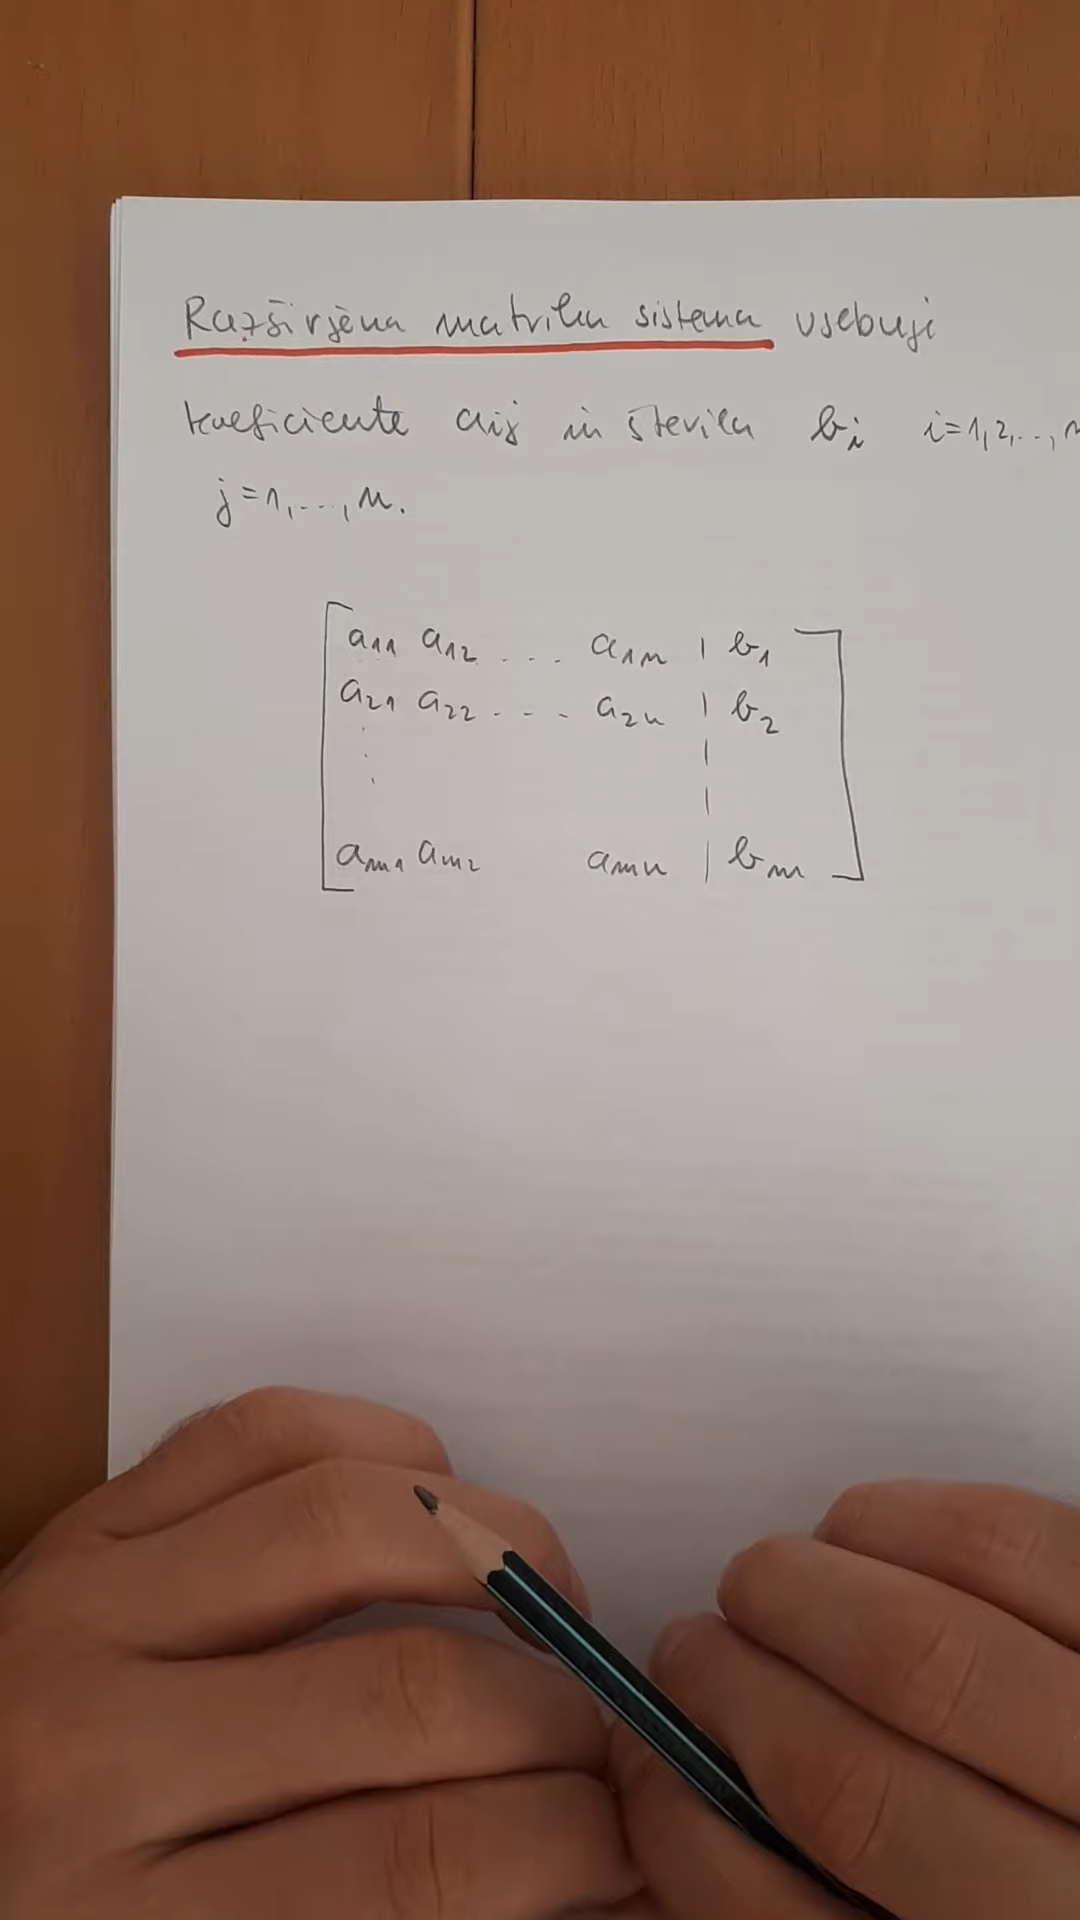 Razširjena matrika sistema vsebuje
koeficiente aij in števila bi i=1,2,...,m
j=1,...,n.
a11 a12 ... a1n | b1
a21 a22 ... a2n | b2
am1 am2 amn | bm